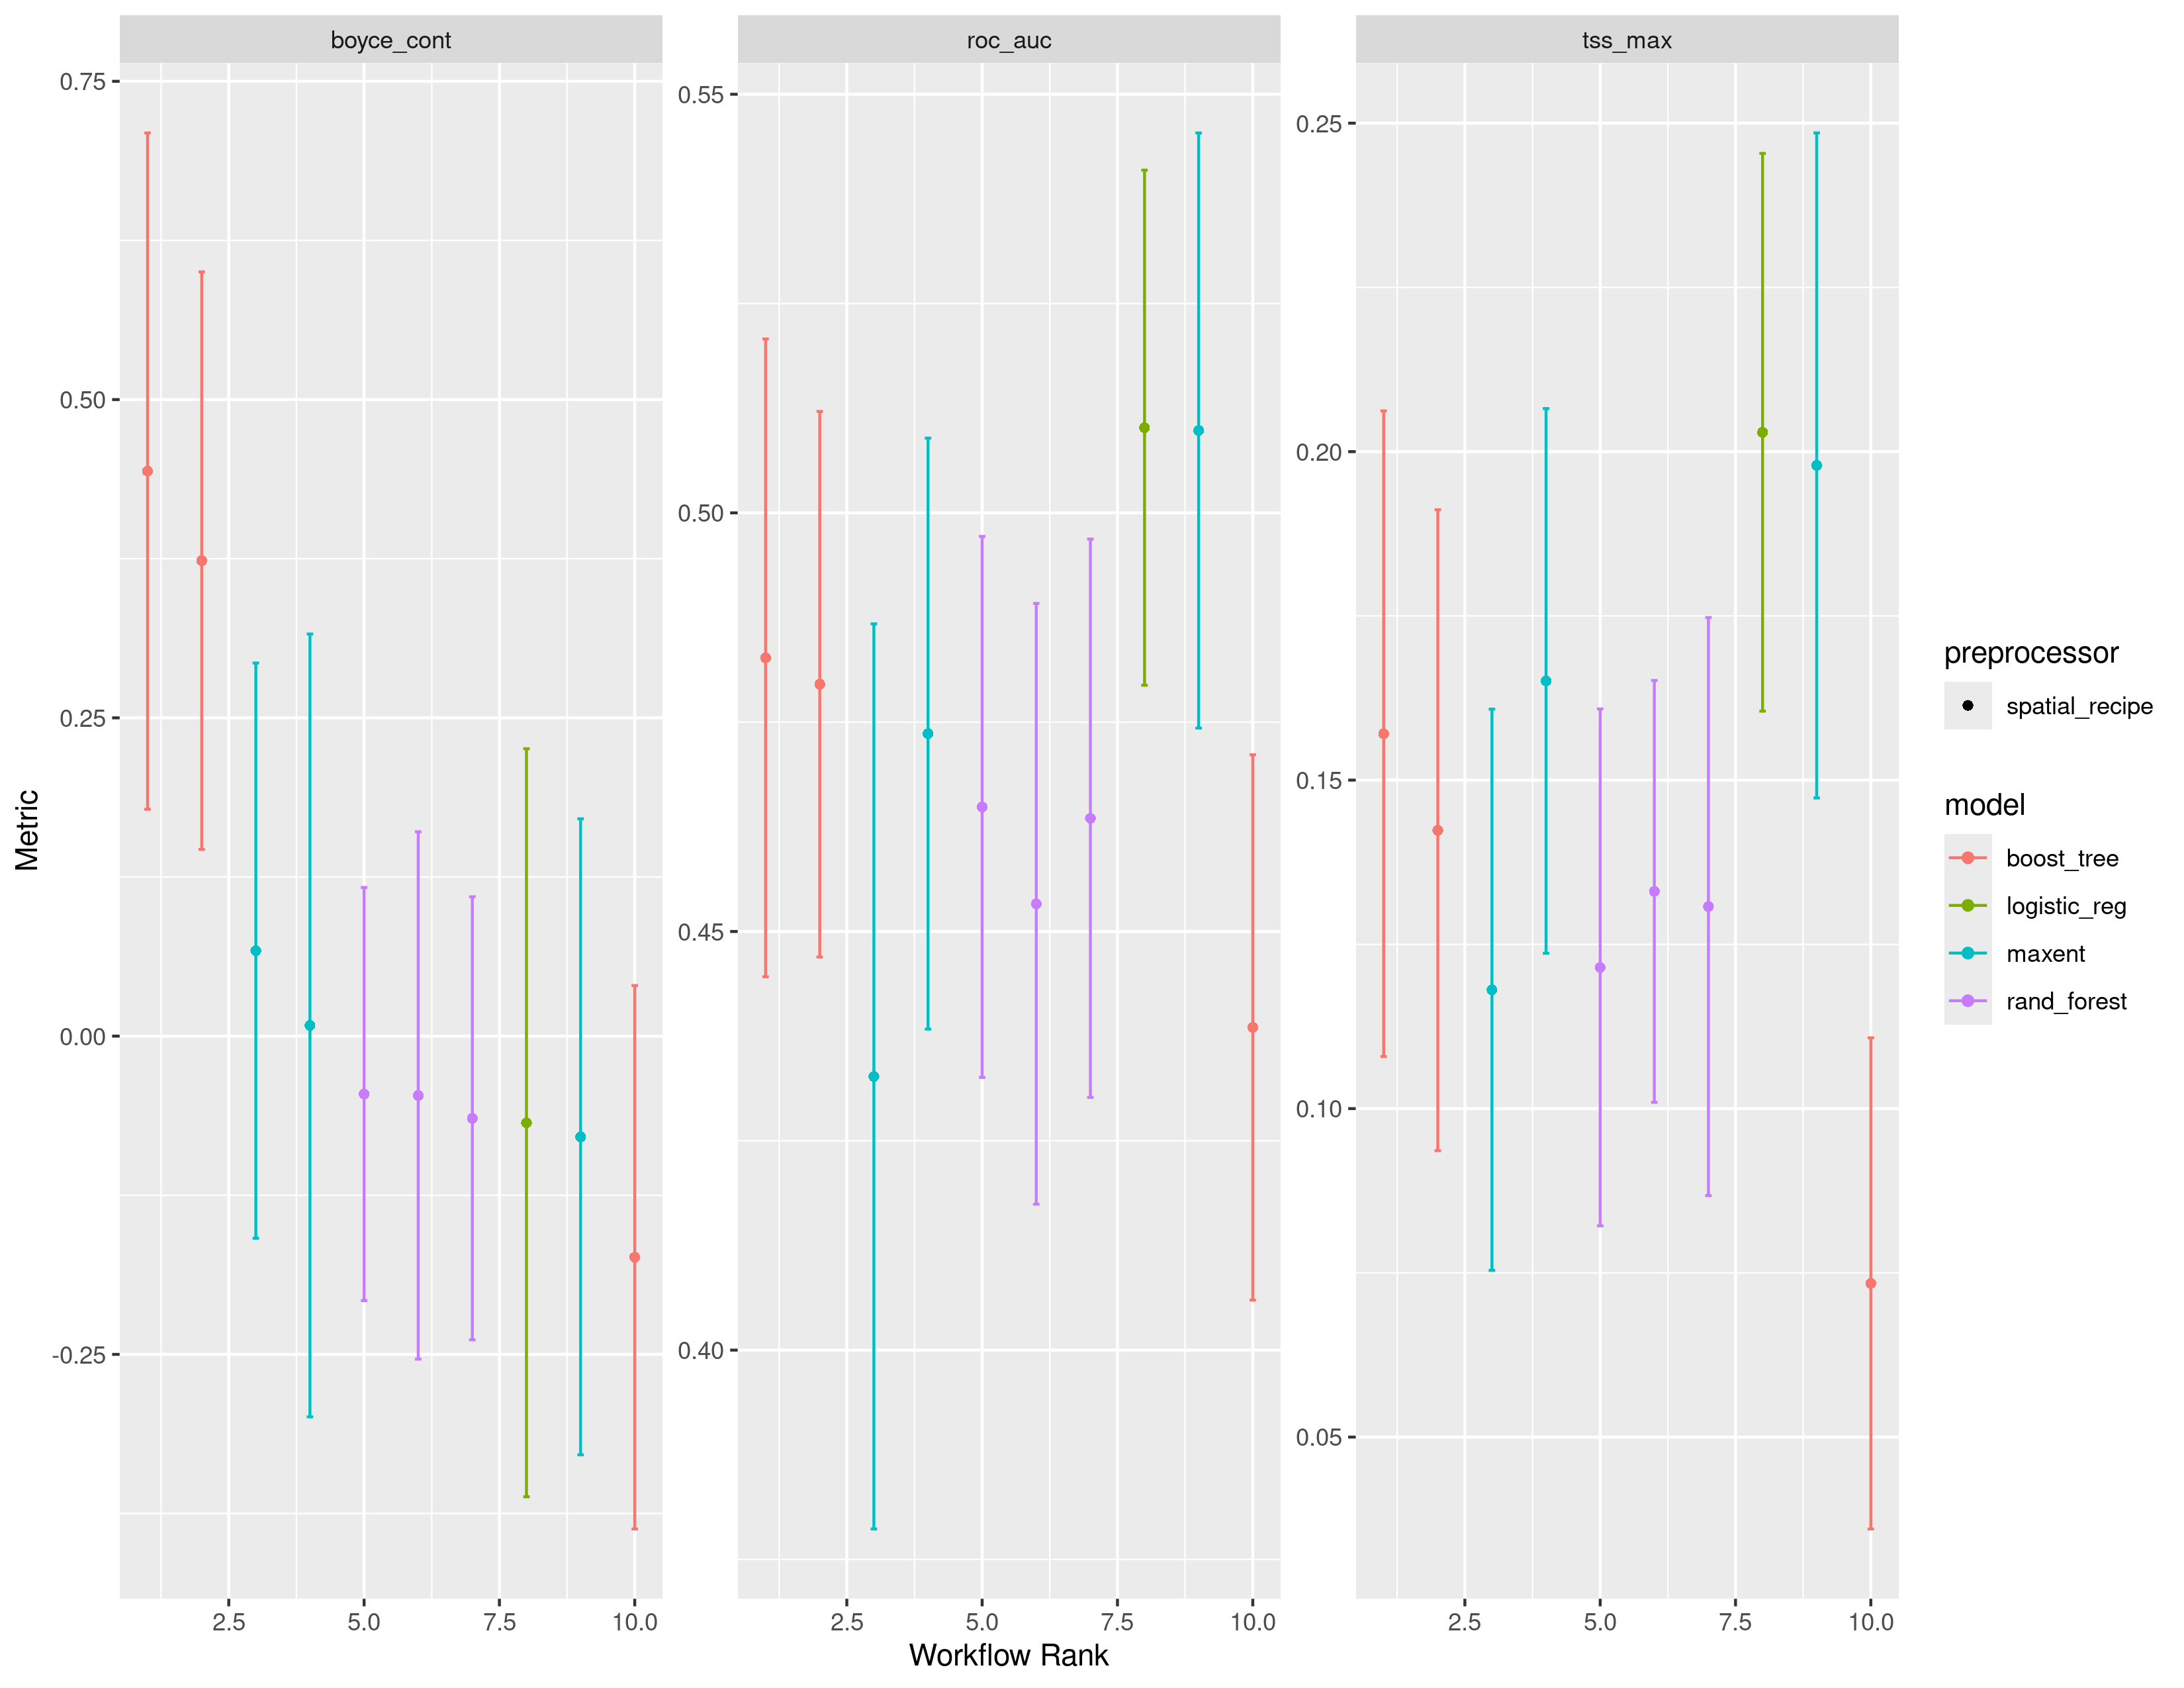 boyce_cont
roc_auc
tss_max
0.75
0.50
0.25
0.00
-0.25
0.55
0.50
0.45
0.40
0.25
0.20
0.15
0.10
0.05
2.5 5.0 7.5 10.0
2.5 5.0 7.5 10.0
2.5 5.0 7.5 10.0
Metric
Workflow Rank
preprocessor
spatial_recipe
model
boost_tree
logistic_reg
maxent
rand_forest